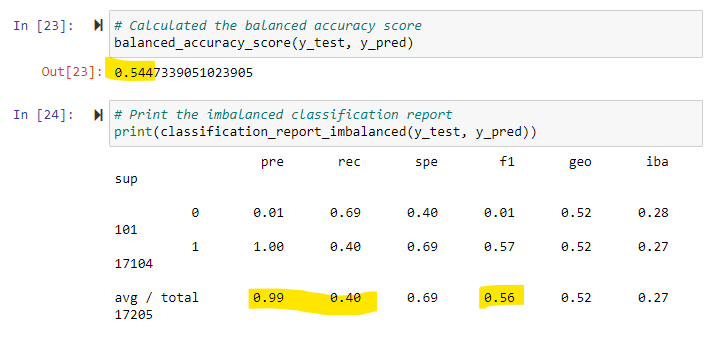 In [23]: # Calculated the balanced accuracy score
balanced_accuracy_score(y_test, y_pred)
Out[23]: 0.5447339051023905
In [24]: # Print the imbalanced classification report
print(classification_report_imbalanced(y_test, y_pred))
pre rec spe f1 geo iba
sup
0 0.01 0.69 0.40 0.01 0.52 0.28
101
1 1.00 0.40 0.69 0.57 0.52 0.27
17104
avg / total 0.99 0.40 0.69 0.56 0.52 0.27
17205